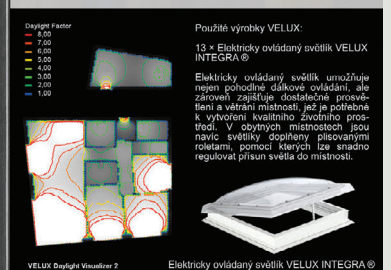 Daylight Factor
8,00
7,00
6,00
5,00
4,00
3,00
2,00
1,00
VELUX Daylight Visualizer 2
Použité výrobky VELUX:
13 × Elektricky ovládaný světlík VELUX
INTEGRA®
Elektricky ovládaný světlík umožňuje
nejen pohodlné dálkové ovládání, ale
zároveň zajišťuje dostatečné prosvě-
tlení a větrání místností, jež je potřebné
k vytvoření kvalitního životního pros-
tředí. V obytných místnostech jsou
navíc světlíky doplněny plisovanými
roletami, pomocí kterých lze snadno
regulovat přísun světla do místnosti.
Elektricky ovládaný světlík VELUX INTEGRA®